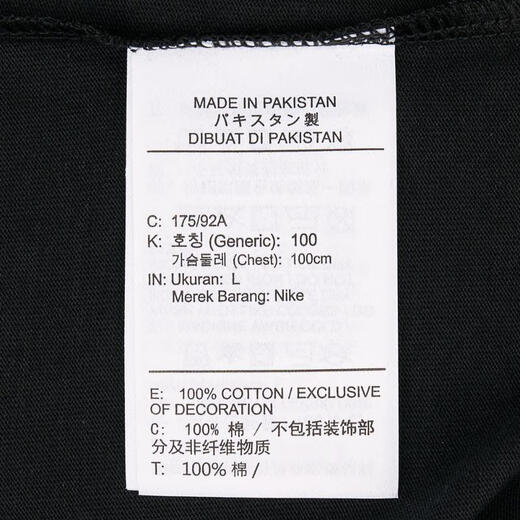 MADE IN PAKISTAN
パキスタン製
DIBUAT DI PAKISTAN
C: 175/92A
K: 호칭 (Generic): 100
가슴둘레 (Chest): 100cm
IN: Ukuran: L
Merek Barang: Nike
E: 100% COTTON / EXCLUSIVE
OF DECORATION
C: 100% 棉 / 不包括装饰部
分及非纤维物质
T: 100% 棉 /